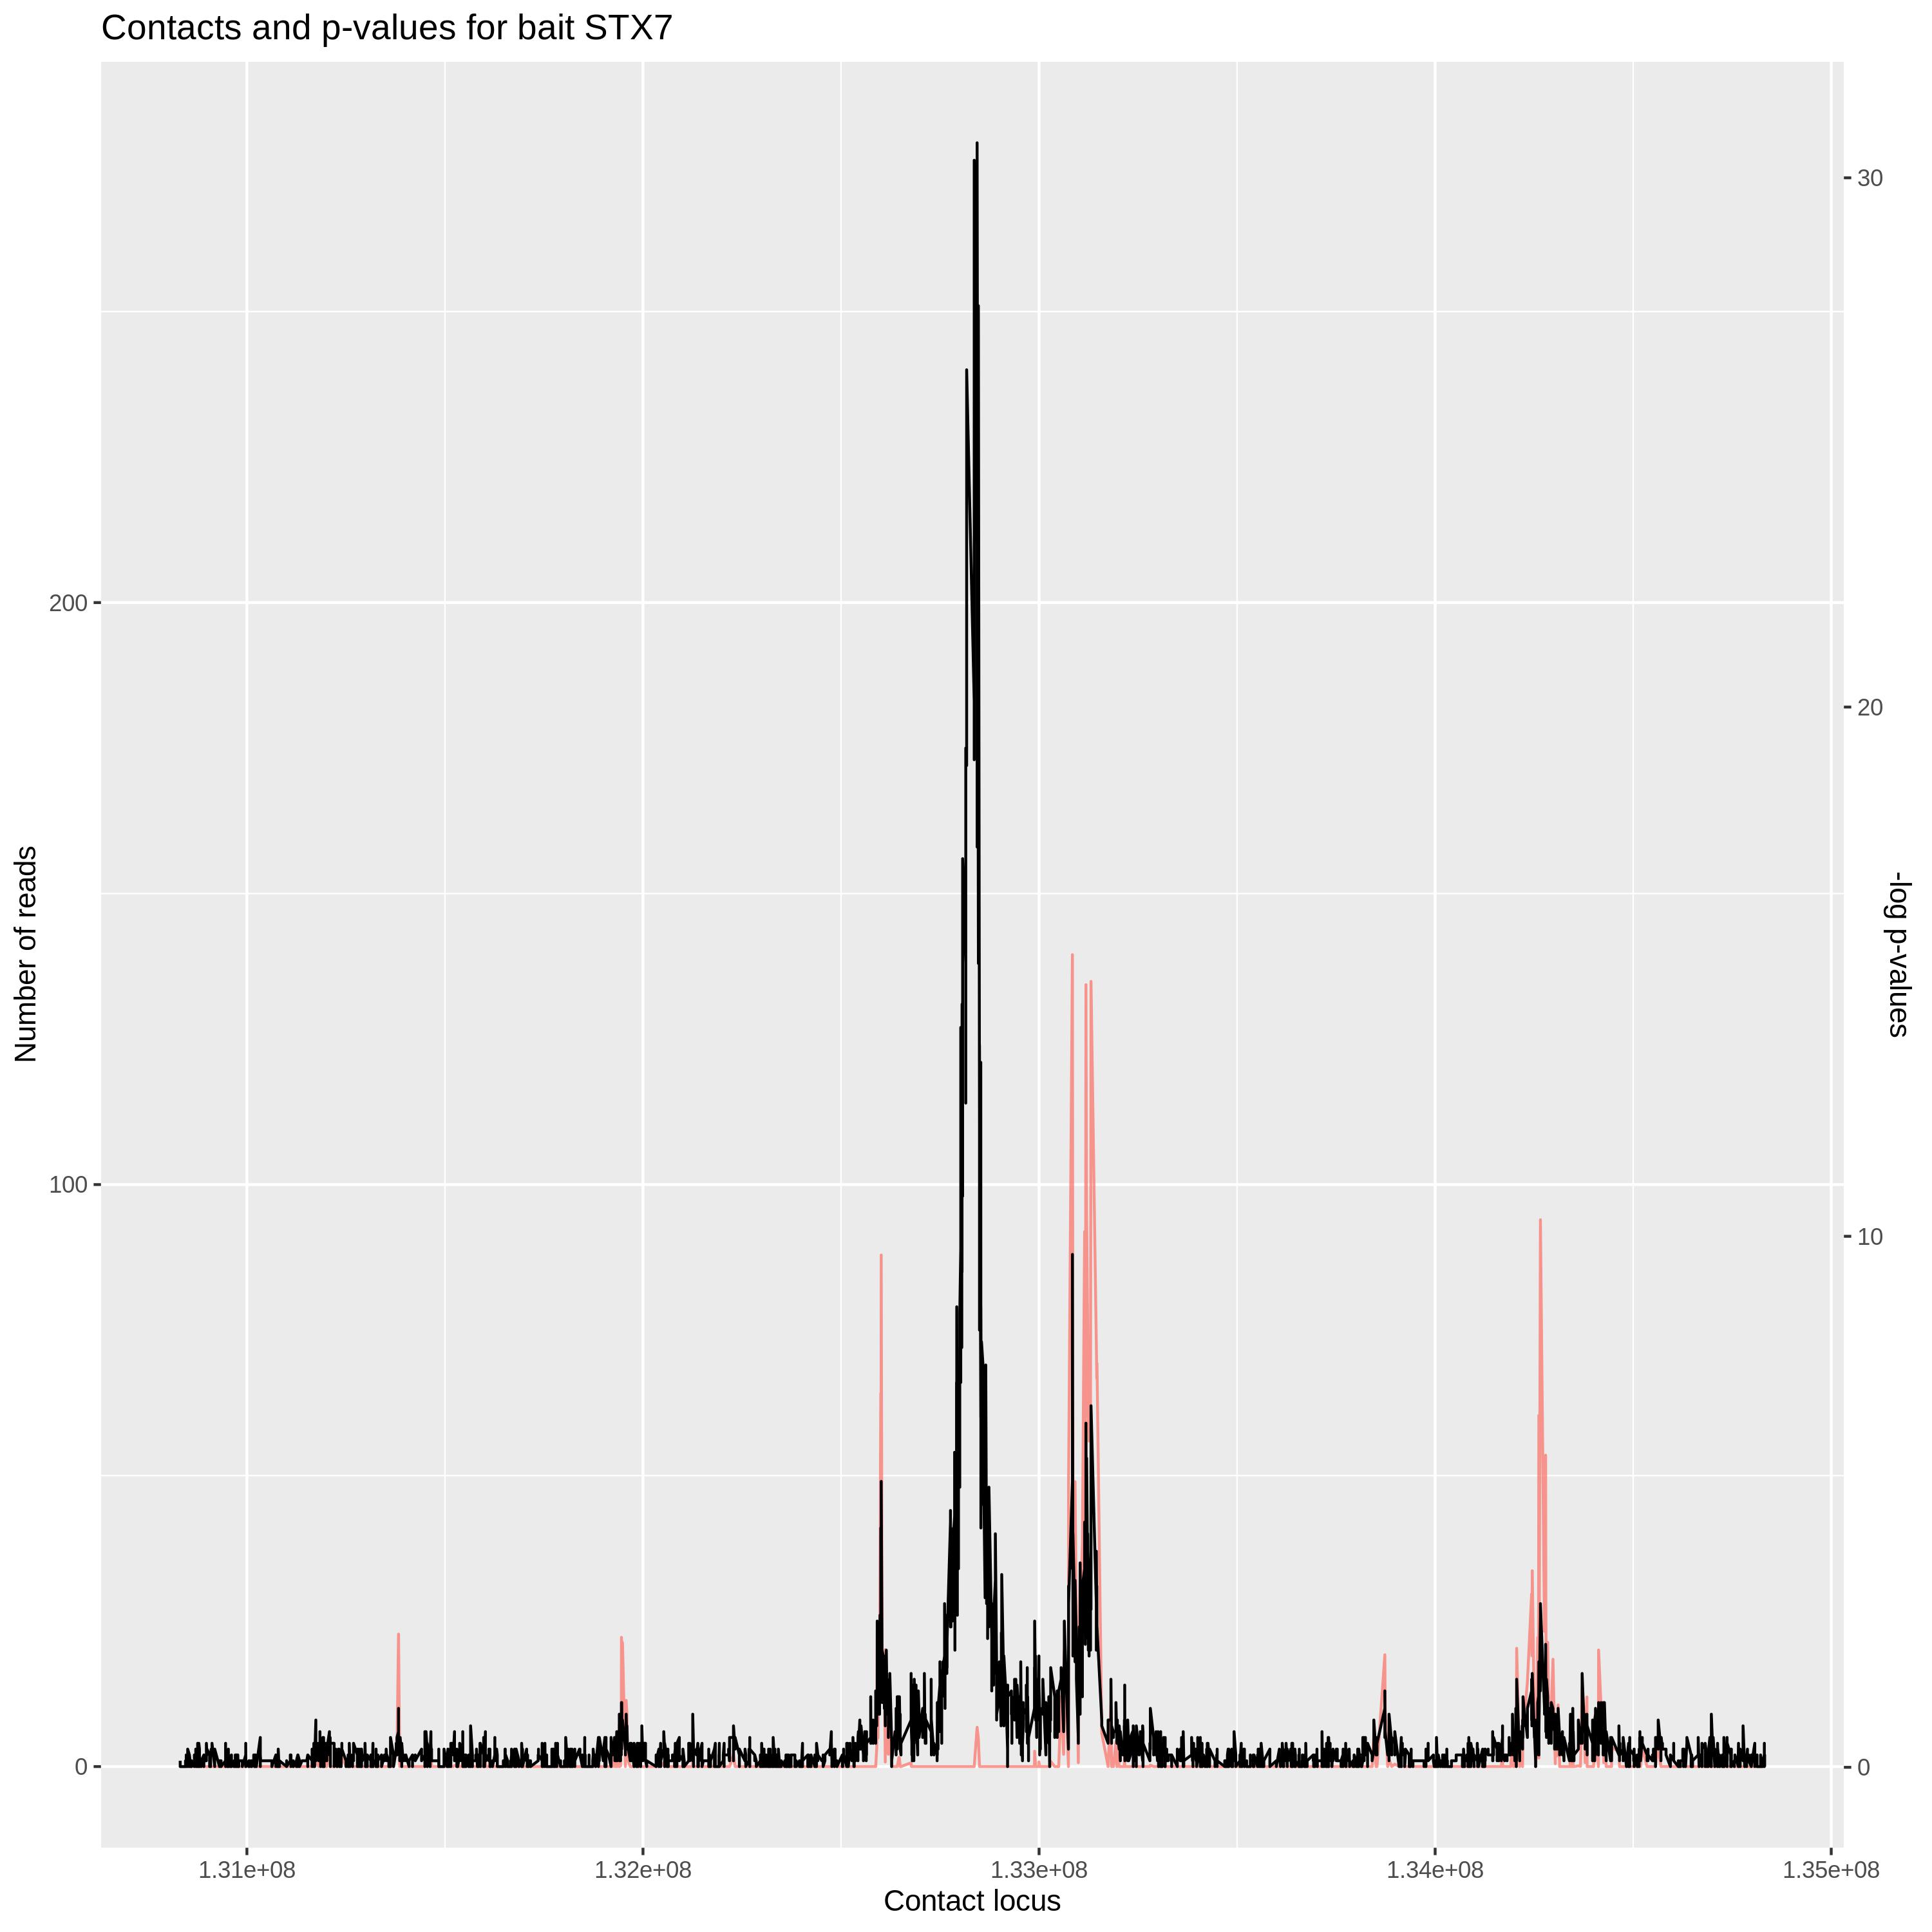 Contacts and p-values for bait STX7
30
200
20
Number of reads
-log p-values
100
10
0
0
1.31e+08 1.32e+08 1.33e+08 1.34e+08 1.35e+08
Contact locus